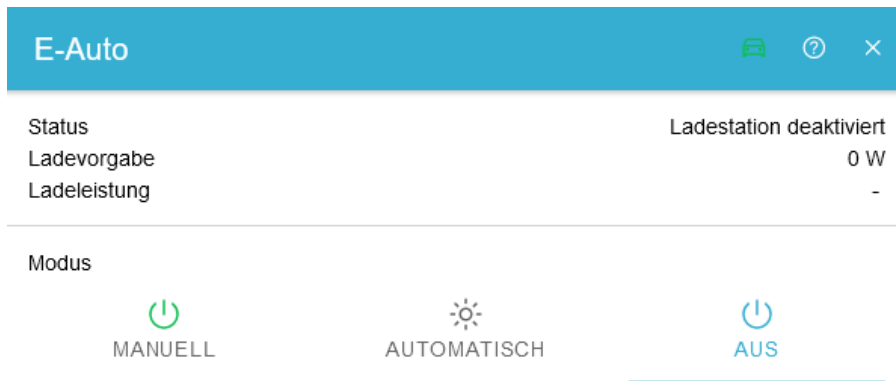 E-Auto
Status Ladestation deaktiviert
Ladevorgabe 0 W
Ladeleistung -
Modus
MANUELL AUTOMATISCH AUS